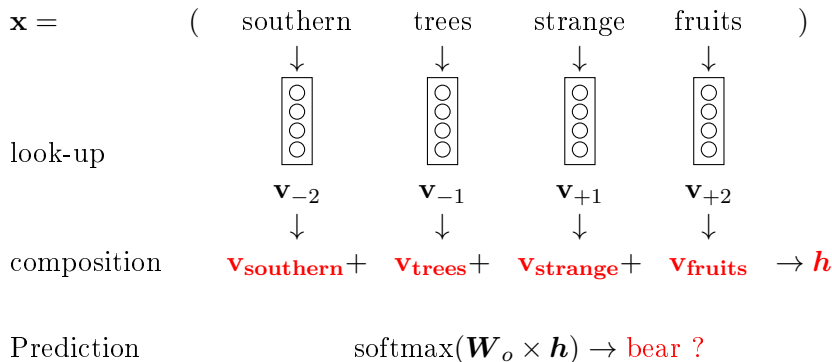 x = ( southern trees strange fruits )
look-up
v₋₂ v₋₁ v₊₁ v₊₂
composition v_southern + v_trees + v_strange + v_fruits → h
Prediction softmax(W_o × h) → bear ?